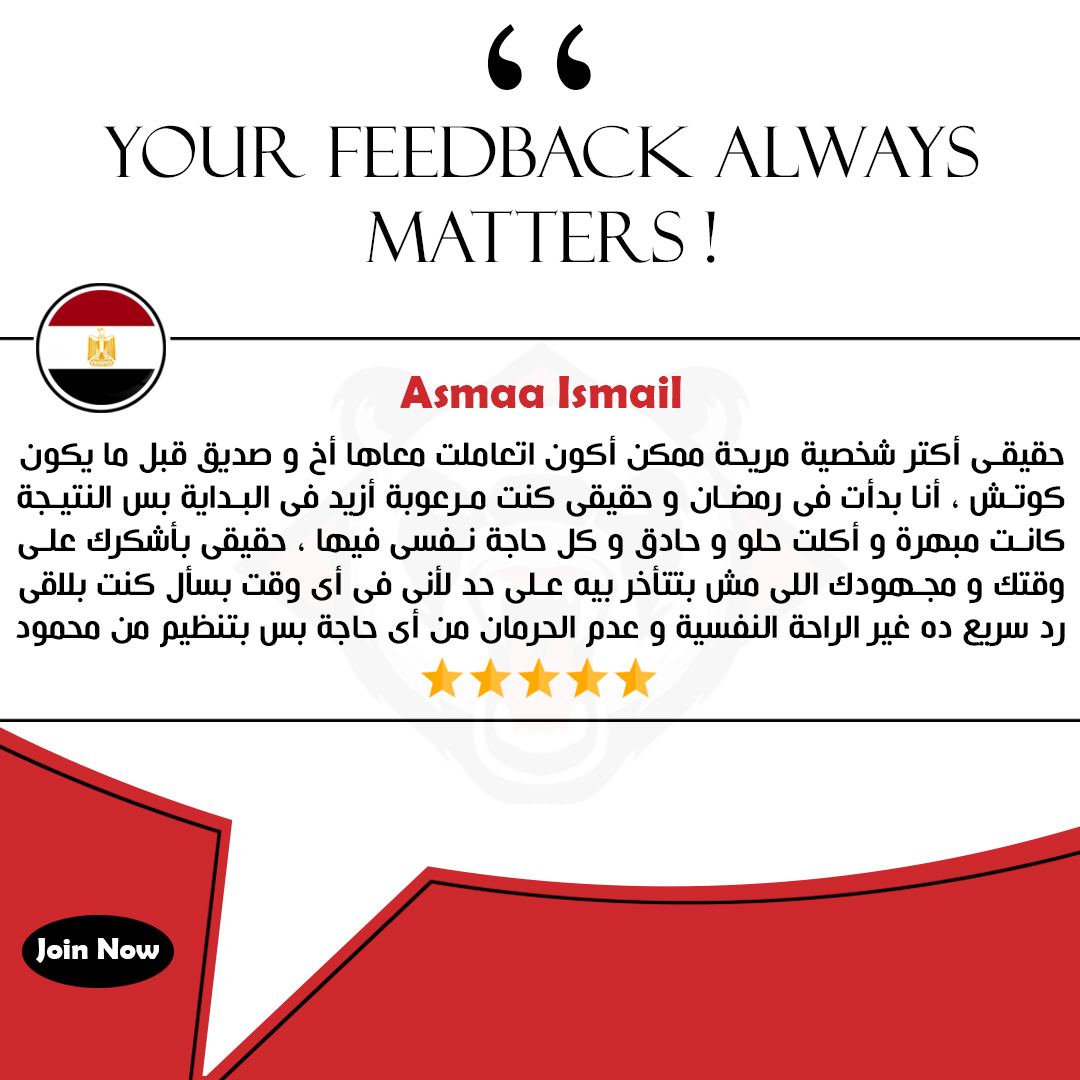 “
YOUR FEEDBACK ALWAYS
MATTERS !
Asmaa Ismail
حقيقى أكتر شخصية مريحة ممكن أكون اتعاملت معاها أخ و صديق قبل ما يكون
كوتش ، أنا بدأت فى رمضان و حقيقى كنت مرعوبة أزيد فى البداية بس النتيجة
كانت مبهرة و أكلت حلو و حادق و كل حاجة نفسى فيها ، حقيقى بأشكرك على
وقتك و مجهودك اللى مش بتتأخر بيه على حد لأنى فى أى وقت بسأل كنت بلاقى
رد سريع ده غير الراحة النفسية و عدم الحرمان من أى حاجة بس بتنظيم من محمود
Join Now